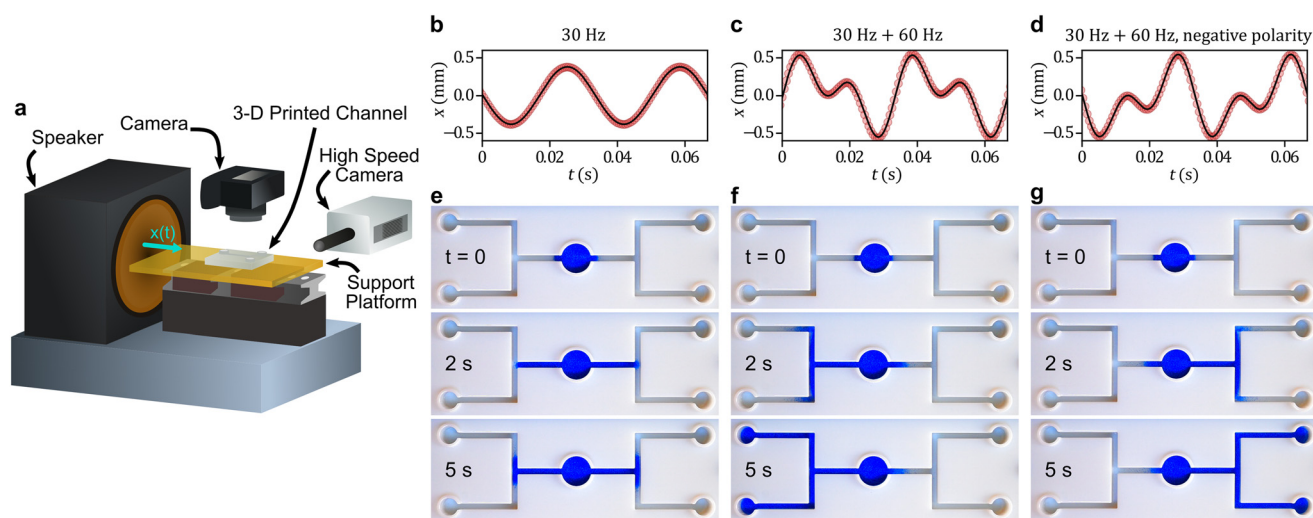 a
Speaker
Camera
3-D Printed Channel
High Speed
Camera
x(t)
Support
Platform
b
30 Hz
x (mm)
0.5
0.0
−0.5
0
0.02
0.04
0.06
t (s)
c
30 Hz + 60 Hz
x (mm)
0.5
0.0
−0.5
0
0.02
0.04
0.06
t (s)
d
30 Hz + 60 Hz, negative polarity
x (mm)
0.5
0.0
−0.5
0
0.02
0.04
0.06
t (s)
e
t = 0
2 s
5 s
f
t = 0
2 s
5 s
g
t = 0
2 s
5 s